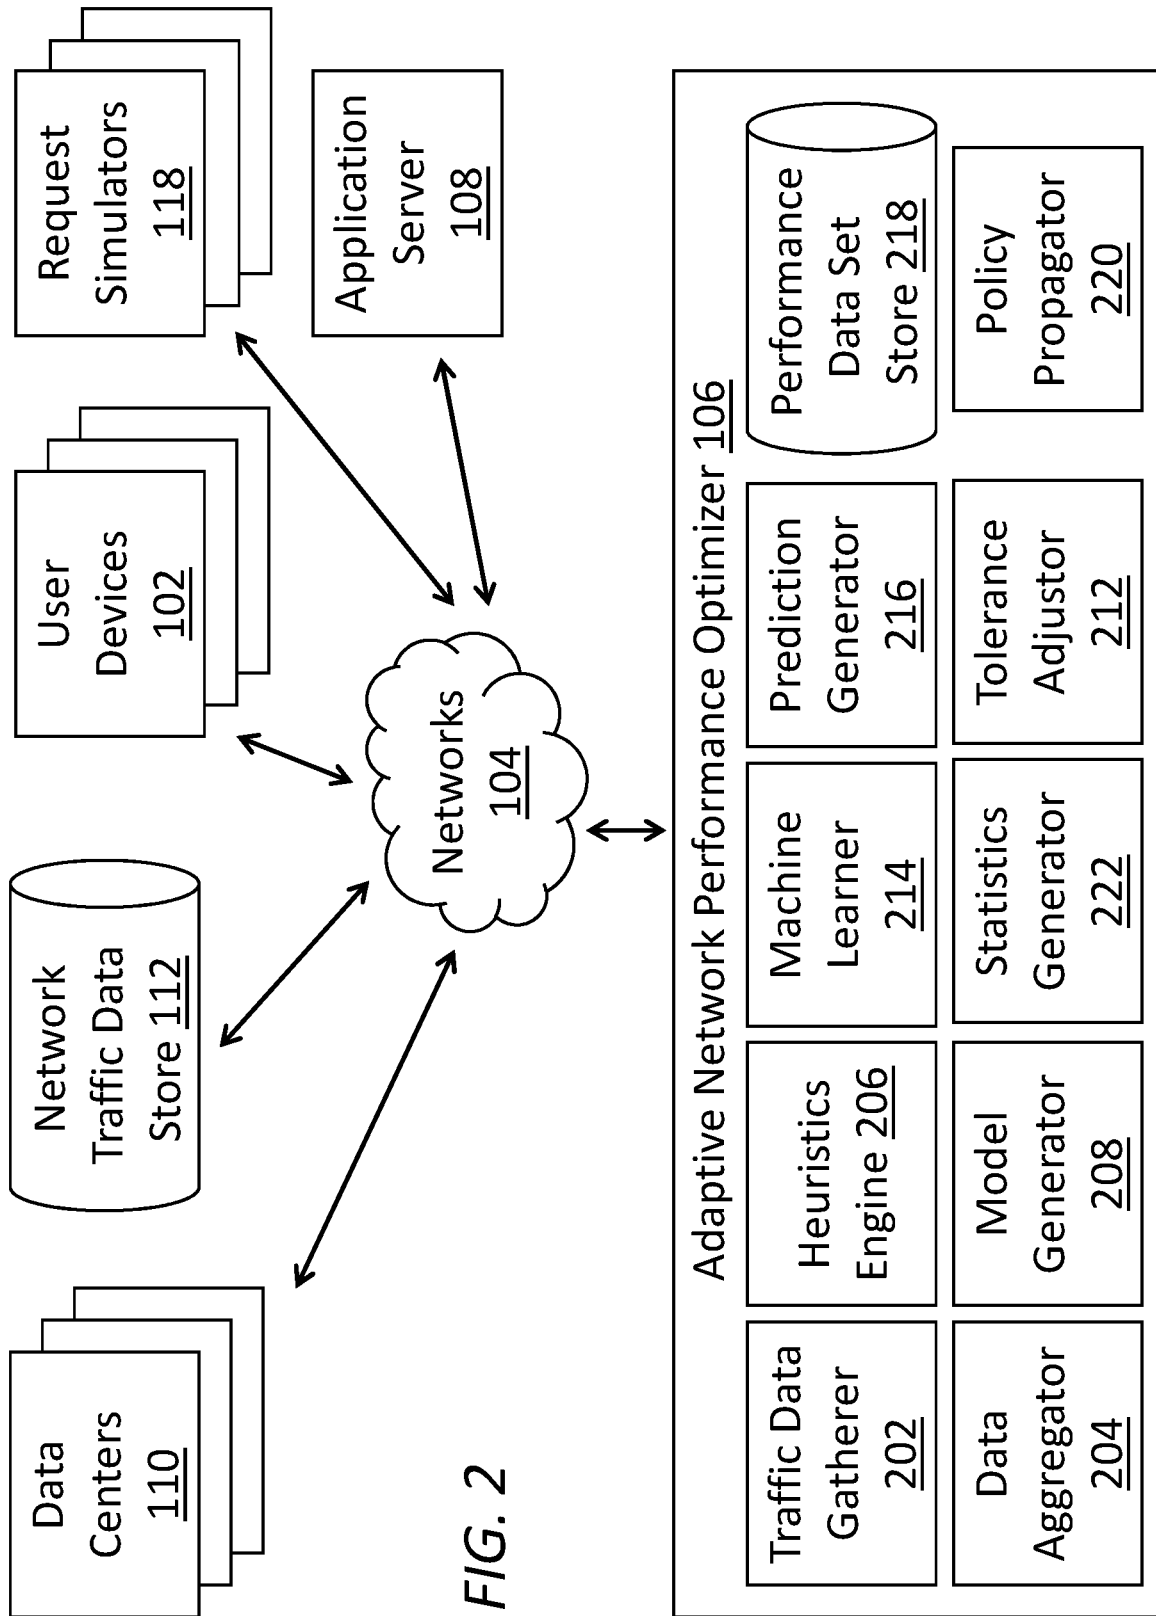 Data
Centers
110
Network
Traffic Data
Store 112
User
Devices
102
Request
Simulators
118
Application
Server
108
Networks
104
FIG. 2
Adaptive Network Performance Optimizer 106
Traffic Data
Gatherer
202
Heuristics
Engine 206
Machine
Learner
214
Prediction
Generator
216
Performance
Data Set
Store 218
Data
Aggregator
204
Model
Generator
208
Statistics
Generator
222
Tolerance
Adjustor
212
Policy
Propagator
220